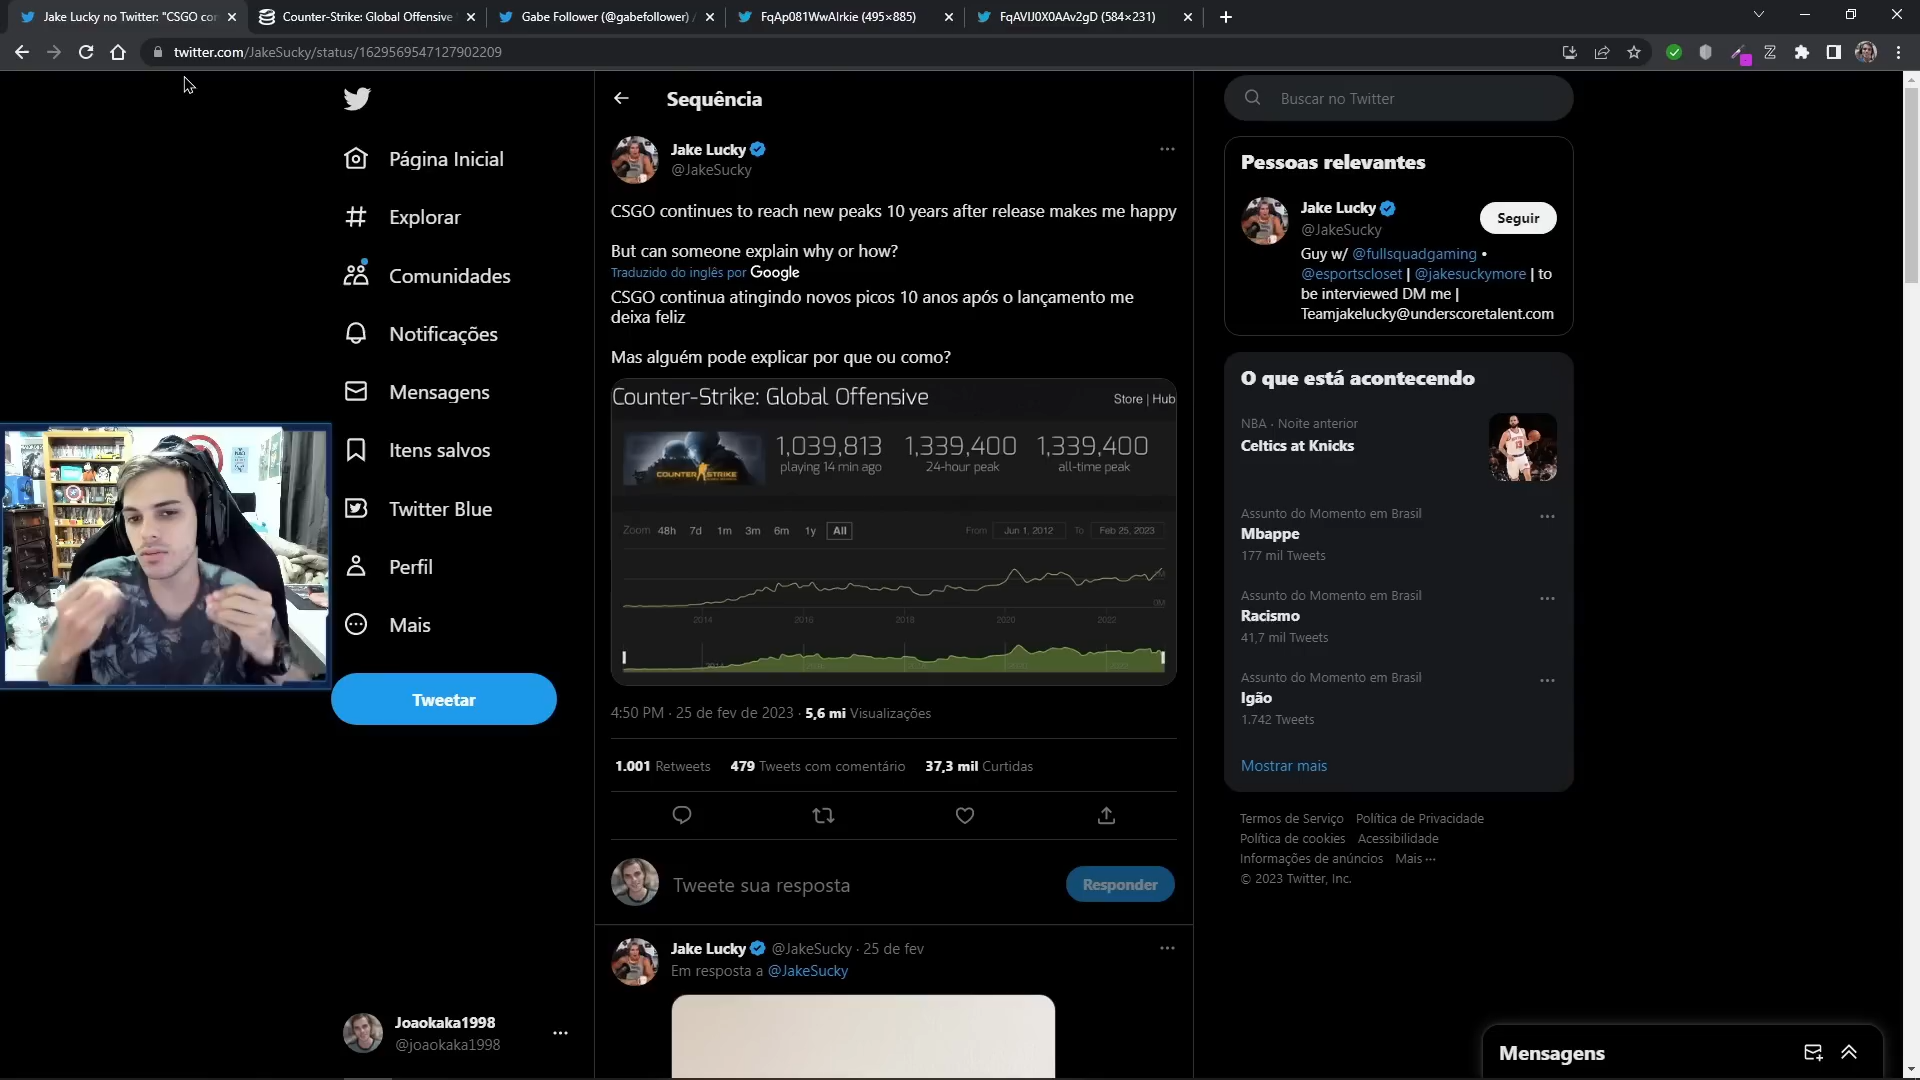 Jake Lucky no Twitter: "CSGO cor
Counter-Strike: Global Offensive
Gabe Follower (@gabefollower) /
FqAp081WwAIrkie (495×885)
FqAVIJ0X0AAv2gD (584×231)
twitter.com/JakeSucky/status/1629569547127902209
Página Inicial
Explorar
Comunidades
Notificações
Mensagens
Itens salvos
Twitter Blue
Perfil
Mais
Tweetar
Joaokaka1998
@joaokaka1998
Sequência
Jake Lucky
@JakeSucky
CSGO continues to reach new peaks 10 years after release makes me happy
But can someone explain why or how?
Traduzido do inglês por Google
CSGO continua atingindo novos picos 10 anos após o lançamento me
deixa feliz
Mas alguém pode explicar por que ou como?
Counter-Strike: Global Offensive
Store | Hub
COUNTER STRIKE
1,039,813 1,339,400 1,339,400
playing 14 min ago 24-hour peak all-time peak
Zoom 48h 7d 1m 3m 6m 1y All From Jun 1, 2012 To Feb 25, 2023
0M
2014 2016 2018 2020 2022
4:50 PM · 25 de fev de 2023 · 5,6 mi Visualizações
1.001 Retweets 479 Tweets com comentário 37,3 mil Curtidas
Tweete sua resposta
Responder
Jake Lucky @JakeSucky · 25 de fev
Em resposta a @JakeSucky
Buscar no Twitter
Pessoas relevantes
Jake Lucky
@JakeSucky
Seguir
Guy w/ @fullsquadgaming •
@esportscloset | @jakesuckymore | to
be interviewed DM me |
Teamjakelucky@underscoretalent.com
O que está acontecendo
NBA · Noite anterior
Celtics at Knicks
Assunto do Momento em Brasil
Mbappe
177 mil Tweets
Assunto do Momento em Brasil
Racismo
41,7 mil Tweets
Assunto do Momento em Brasil
Igão
1.742 Tweets
Mostrar mais
Termos de Serviço Política de Privacidade
Política de cookies Acessibilidade
Informações de anúncios Mais ···
© 2023 Twitter, Inc.
Mensagens